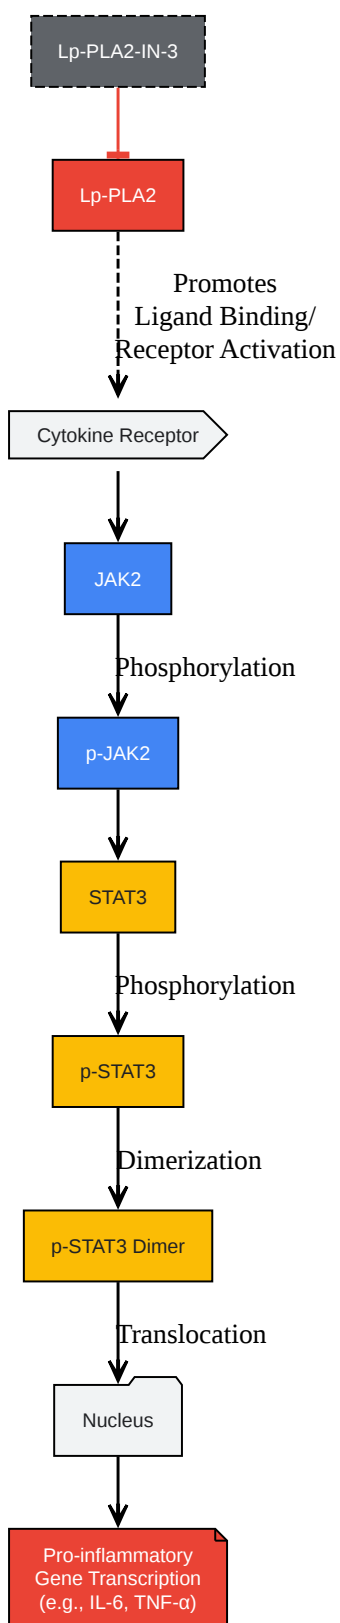 Lp-PLA2-IN-3
Lp-PLA2
Promotes
Ligand Binding/
Receptor Activation
Cytokine Receptor
JAK2
Phosphorylation
p-JAK2
STAT3
Phosphorylation
p-STAT3
Dimerization
p-STAT3 Dimer
Translocation
Nucleus
Pro-inflammatory
Gene Transcription
(e.g., IL-6, TNF-α)